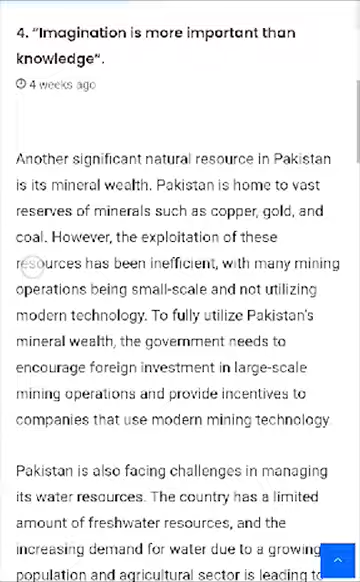 4. “Imagination is more important than
knowledge”.
4 weeks ago
Another significant natural resource in Pakistan
is its mineral wealth. Pakistan is home to vast
reserves of minerals such as copper, gold, and
coal. However, the exploitation of these
resources has been inefficient, with many mining
operations being small-scale and not utilizing
modern technology. To fully utilize Pakistan's
mineral wealth, the government needs to
encourage foreign investment in large-scale
mining operations and provide incentives to
companies that use modern mining technology
Pakistan is also facing challenges in managing
its water resources. The country has a limited
amount of freshwater resources, and the
increasing demand for water due to a growing
population and agricultural sector is leading to